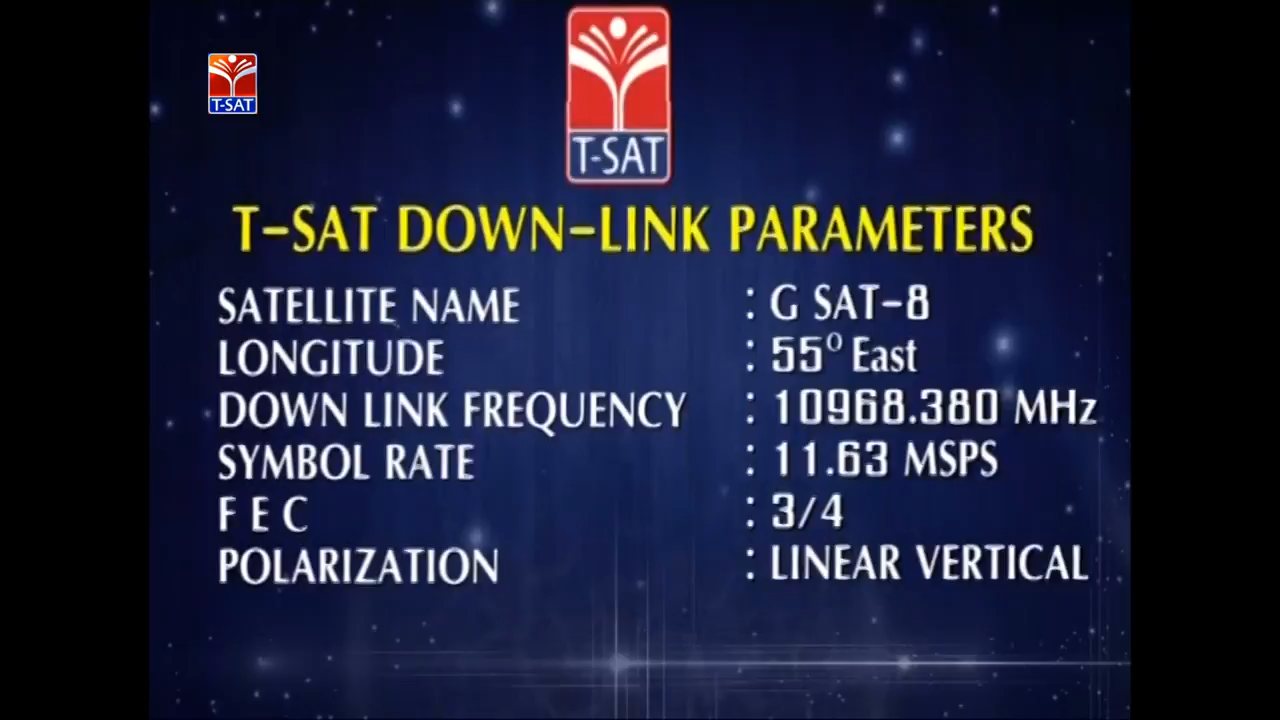 T-SAT
T-SAT
T-SAT DOWN-LINK PARAMETERS
SATELLITE NAME : G SAT-8
LONGITUDE : 55º East
DOWN LINK FREQUENCY : 10968.380 MHz
SYMBOL RATE : 11.63 MSPS
F E C : 3/4
POLARIZATION : LINEAR VERTICAL